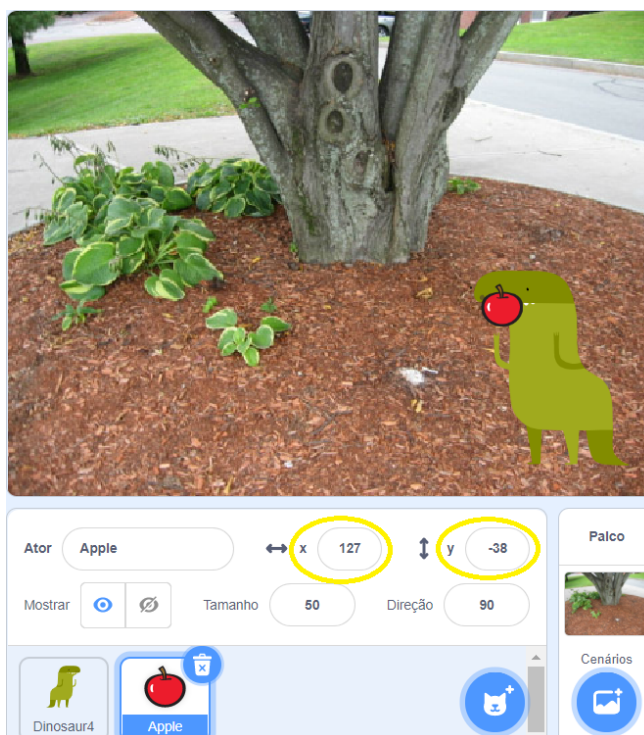 Ator Apple x 127 y -38
Palco
Mostrar Tamanho 50 Direção 90
Cenários
Dinosaur4 Apple